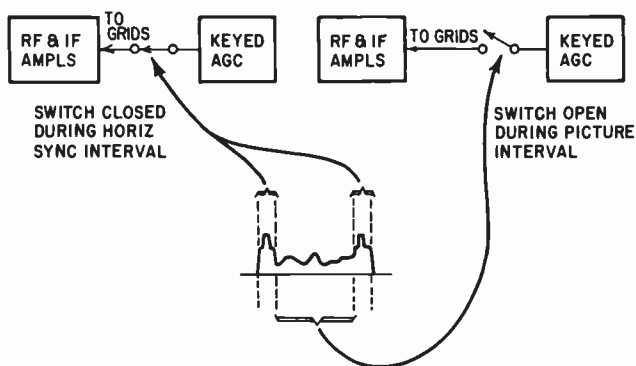 RF & IF
AMPLS
TO
GRIDS
KEYED
AGC
SWITCH CLOSED
DURING HORIZ
SYNC INTERVAL
RF & IF
AMPLS
TO GRIDS
KEYED
AGC
SWITCH OPEN
DURING PICTURE
INTERVAL